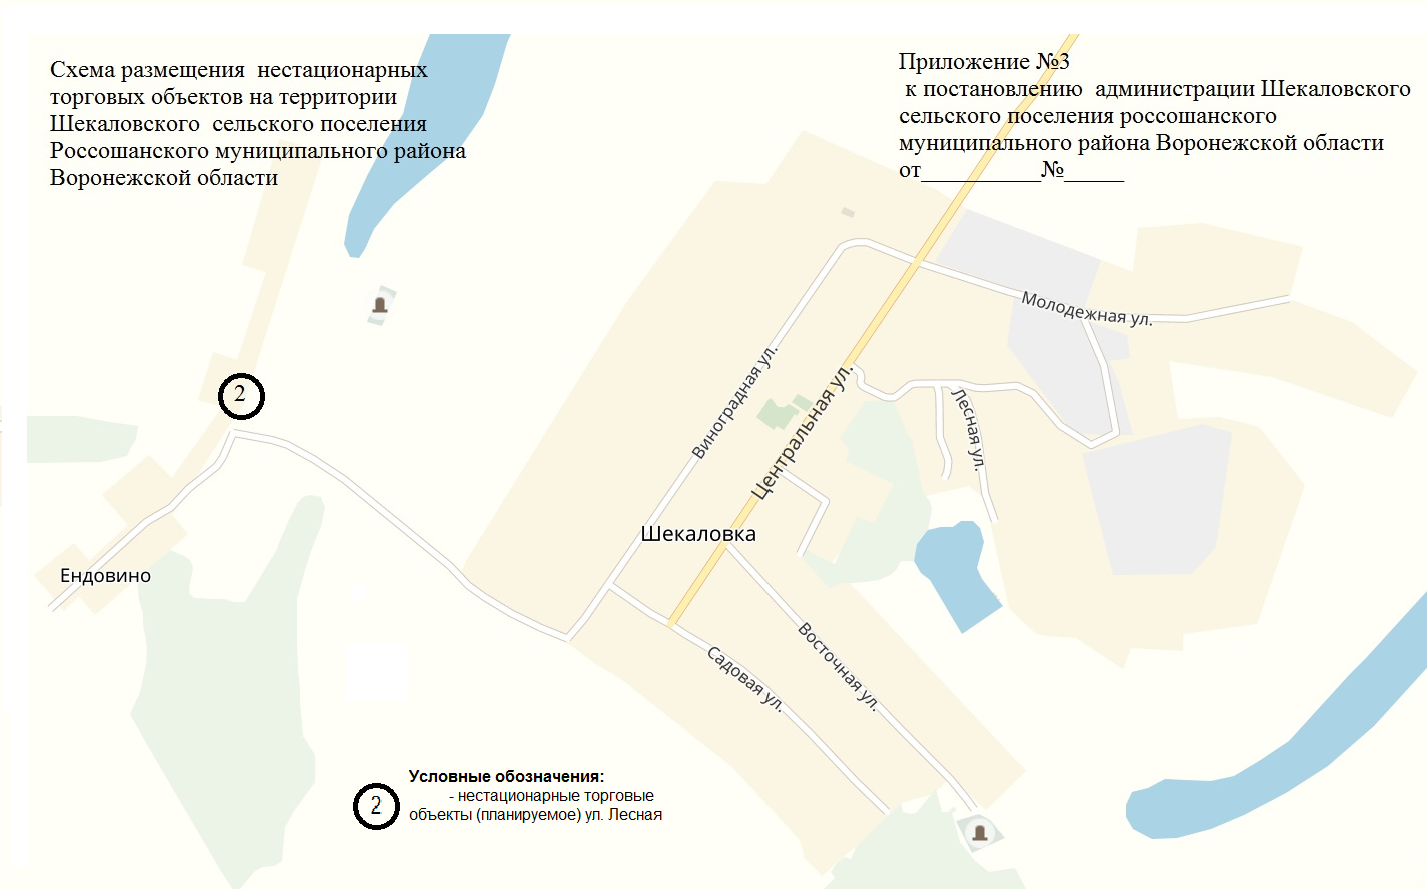 Схема размещения нестационарных
торговых объектов на территории
Шекаловского сельского поселения
Россошанского муниципального района
Воронежской области
Приложение №3
к постановлению администрации Шекаловского
сельского поселения россошанского
муниципального района Воронежской области
от__________№_____
Молодежная ул.
Виноградная ул.
Центральная ул.
Лесная ул.
2
Шекаловка
Ендовино
Восточная ул.
Садовая ул.
Условные обозначения:
2
- нестационарные торговые
объекты (планируемое) ул. Лесная